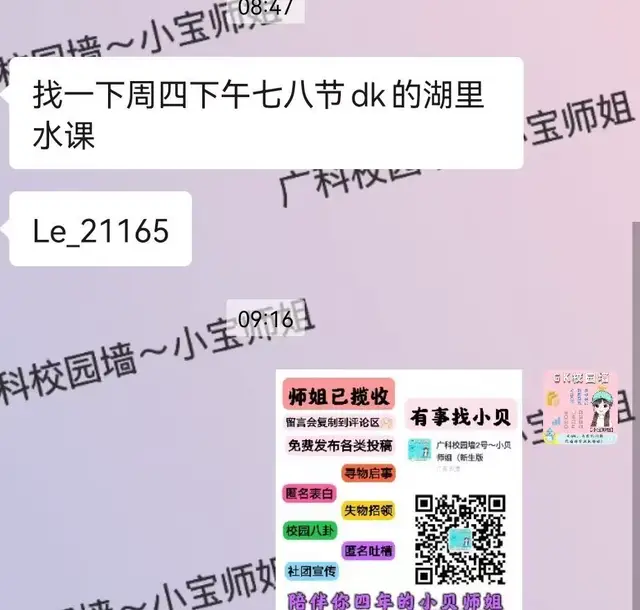 08:47
找一下周四下午七八节dk的湖里
水课
Le_21165
09:16
师姐已揽收
留言会复制到评论区
免费发布各类投稿
寻物启事
匿名表白
失物招领
校园八卦
匿名吐槽
社团宣传
有事找小贝
广科校园墙2号~小贝
师姐（新生版
陪伴你四年的小贝师姐
科校园墙～小宝师姐
广科校园
宝师姐
科校园墙～小宝师姐
园墙～小宝师姐